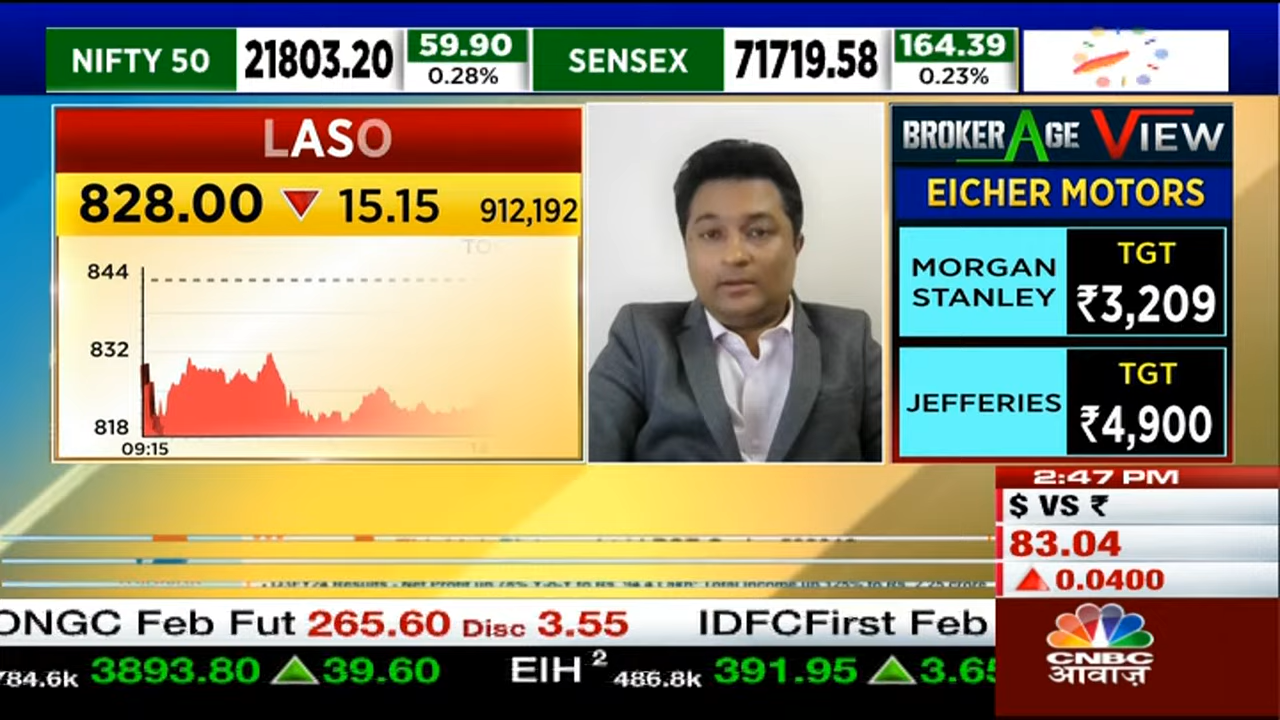 NIFTY 50 21803.20 59.90 0.28% SENSEX 71719.58 164.39 0.23%
LASO
828.00 15.15 912,192
844
832
818
09:15
BROKERAGE VIEW
EICHER MOTORS
MORGAN STANLEY
TGT
₹3,209
JEFFERIES
TGT
₹4,900
2:47 PM
$ VS ₹
83.04
0.0400
ONGC Feb Fut 265.60 Disc 3.55 IDFCFirst Feb
784.6k 3893.80 39.60 EIH 2 486.8k 391.95 3.65
CNBC
आवाज़